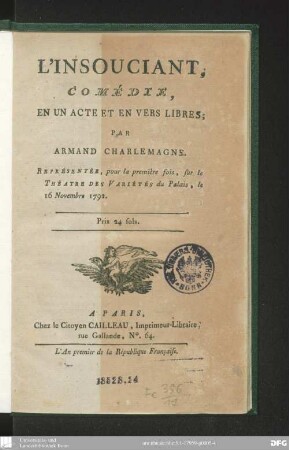 L'INSOUCIANT,
COMÉDIE,
EN UN ACTE ET EN VERS LIBRES;
PAR
ARMAND CHARLEMAGNE.
REPRÉSENTÉE, pour la première fois, sur le
THÉATRE DES VARIÉTÉS du Palais, le
16 Novembre 1792.
Prix 24 sols.
A PARIS,
Chez le Citoyen CAILLEAU, Imprimeur-Libraire,
rue Gallande, N°. 64.
L'An premier de la République Française.
DFG